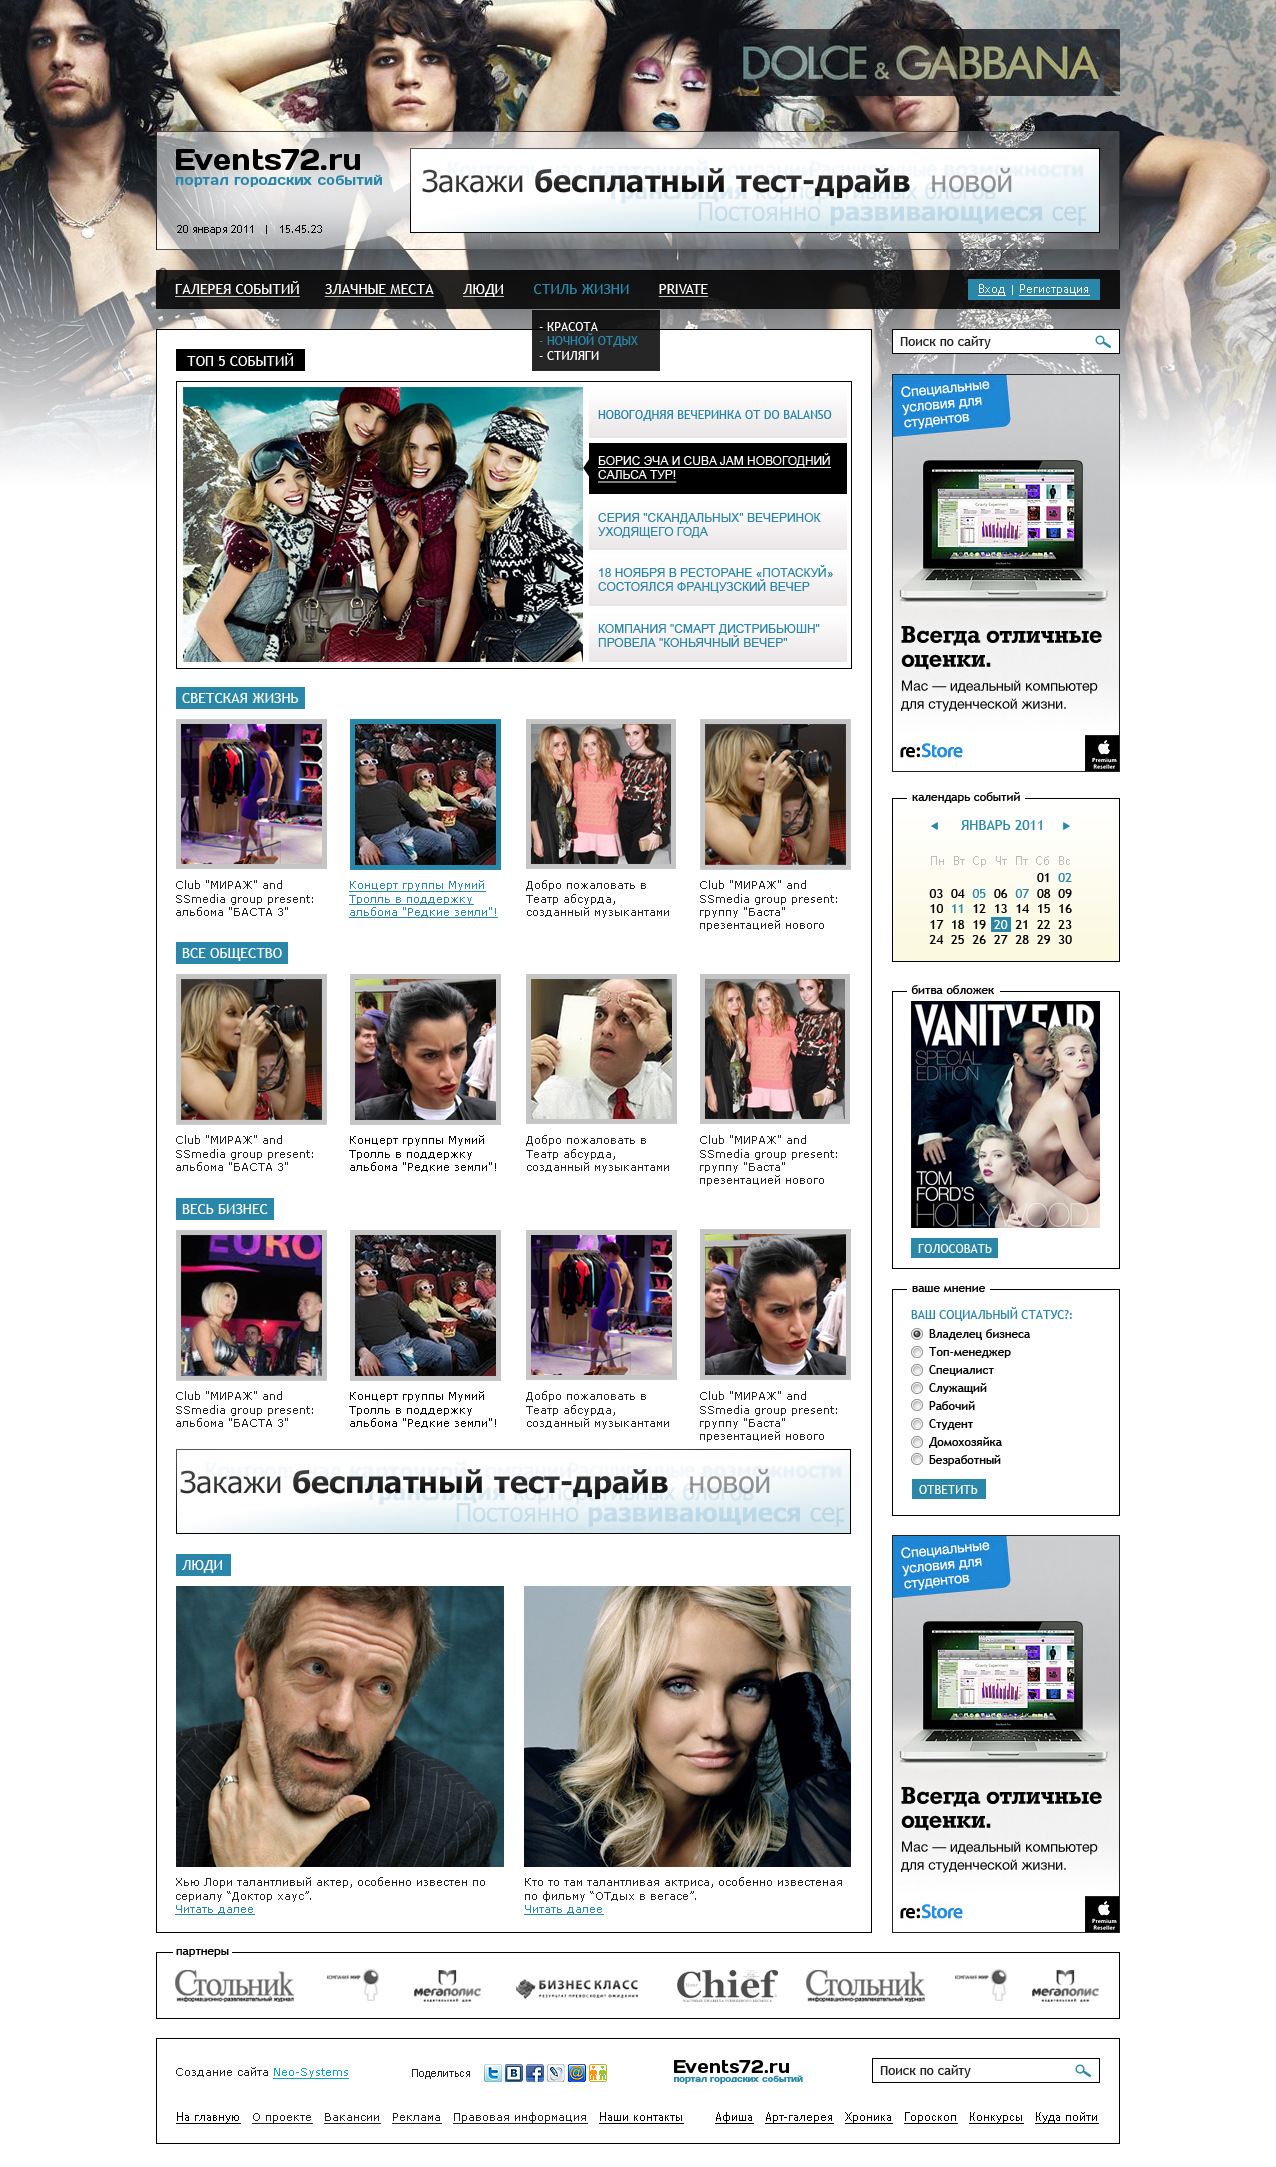 DOLCE & GABBANA
Events72.ru
портал городских событий
20 января 2011 | 15.45.23
Закажи бесплатный тест-драйв новой
Постоянно развивающиеся сер
ГАЛЕРЕЯ СОБЫТИЙ ЗЛАЧНЫЕ МЕСТА ЛЮДИ СТИЛЬ ЖИЗНИ PRIVATE
Вход | Регистрация
- КРАСОТА
- НОЧНОЙ ОТДЫХ
- СТИЛЯГИ
Поиск по сайту
ТОП 5 СОБЫТИЙ
НОВОГОДНЯЯ ВЕЧЕРИНКА ОТ DO BALANSO
БОРИС ЭЧА И CUBA JAM НОВОГОДНИЙ
САЛЬСА ТУР!
СЕРИЯ "СКАНДАЛЬНЫХ" ВЕЧЕРИНОК
УХОДЯЩЕГО ГОДА
18 НОЯБРЯ В РЕСТОРАНЕ «ПОТАСКУЙ»
СОСТОЯЛСЯ ФРАНЦУЗСКИЙ ВЕЧЕР
КОМПАНИЯ "СМАРТ ДИСТРИБЬЮШН"
ПРОВЕЛА "КОНЬЯЧНЫЙ ВЕЧЕР"
СВЕТСКАЯ ЖИЗНЬ
Club "МИРАЖ" and
SSmedia group present:
альбома "БАСТА 3"
Концерт группы Мумий
Тролль в поддержку
альбома "Редкие земли"!
Добро пожаловать в
Театр абсурда,
созданный музыкантами
Club "МИРАЖ" and
SSmedia group present:
группу "Баста"
презентацией нового
ВСЕ ОБЩЕСТВО
Club "МИРАЖ" and
SSmedia group present:
альбома "БАСТА 3"
Концерт группы Мумий
Тролль в поддержку
альбома "Редкие земли"!
Добро пожаловать в
Театр абсурда,
созданный музыкантами
Club "МИРАЖ" and
SSmedia group present:
группу "Баста"
презентацией нового
ВЕСЬ БИЗНЕС
EURO
Club "МИРАЖ" and
SSmedia group present:
альбома "БАСТА 3"
Концерт группы Мумий
Тролль в поддержку
альбома "Редкие земли"!
Добро пожаловать в
Театр абсурда,
созданный музыкантами
Club "МИРАЖ" and
SSmedia group present:
группу "Баста"
презентацией нового
Закажи бесплатный тест-драйв новой
Постоянно развивающиеся сер
ЛЮДИ
Хью Лори талантливый актер, особенно известен по
сериалу “Доктор хаус”.
Читать далее
Кто то там талантливая актриса, особенно известеная
по фильму “ОТдых в вегасе”.
Читать далее
Специальные
условия для
студентов
Всегда отличные
оценки.
Mac — идеальный компьютер
для студенческой жизни.
re:Store
Premium
Reseller
календарь событий
ЯНВАРЬ 2011
Пн Вт Ср Чт Пт Сб Вс
01 02
03 04 05 06 07 08 09
10 11 12 13 14 15 16
17 18 19 20 21 22 23
24 25 26 27 28 29 30
битва обложек
VANITY FAIR
SPECIAL
EDITION
TOM
FORD'S
HOLLYWOOD
ГОЛОСОВАТЬ
ваше мнение
ВАШ СОЦИАЛЬНЫЙ СТАТУС?:
Владелец бизнеса
Топ-менеджер
Специалист
Служащий
Рабочий
Студент
Домохозяйка
Безработный
ОТВЕТИТЬ
Специальные
условия для
студентов
Всегда отличные
оценки.
Mac — идеальный компьютер
для студенческой жизни.
re:Store
Premium
Reseller
партнеры
Стольник
информационно-развлекательный журнал
КОМПАНИЯ МИР
мегаполис
издательский дом
БИЗНЕС КЛАСС
РЕЗУЛЬТАТ ПРЕВОСХОДИТ ОЖИДАНИЯ
Chief
Стольник
информационно-развлекательный журнал
КОМПАНИЯ МИР
мегаполис
издательский дом
Создание сайта Neo-Systems
Поделиться
Events72.ru
портал городских событий
Поиск по сайту
На главную О проекте Вакансии Реклама Правовая информация Наши контакты
Афиша Арт-галерея Хроника Гороскоп Конкурсы Куда пойти